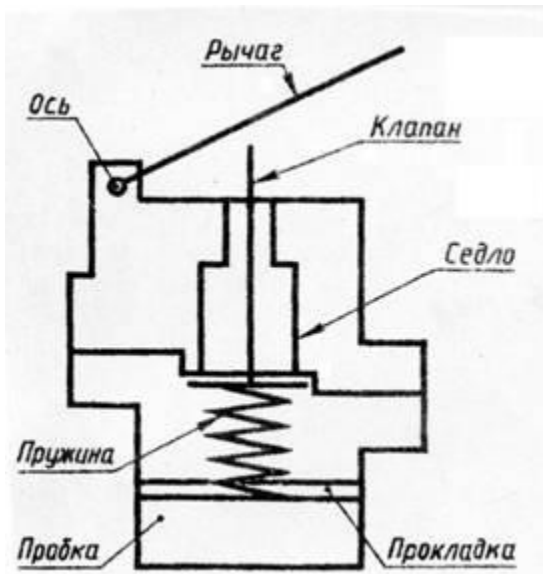 Рычаг
Ось
Клапан
Седло
Пружина
Пробка
Прокладка